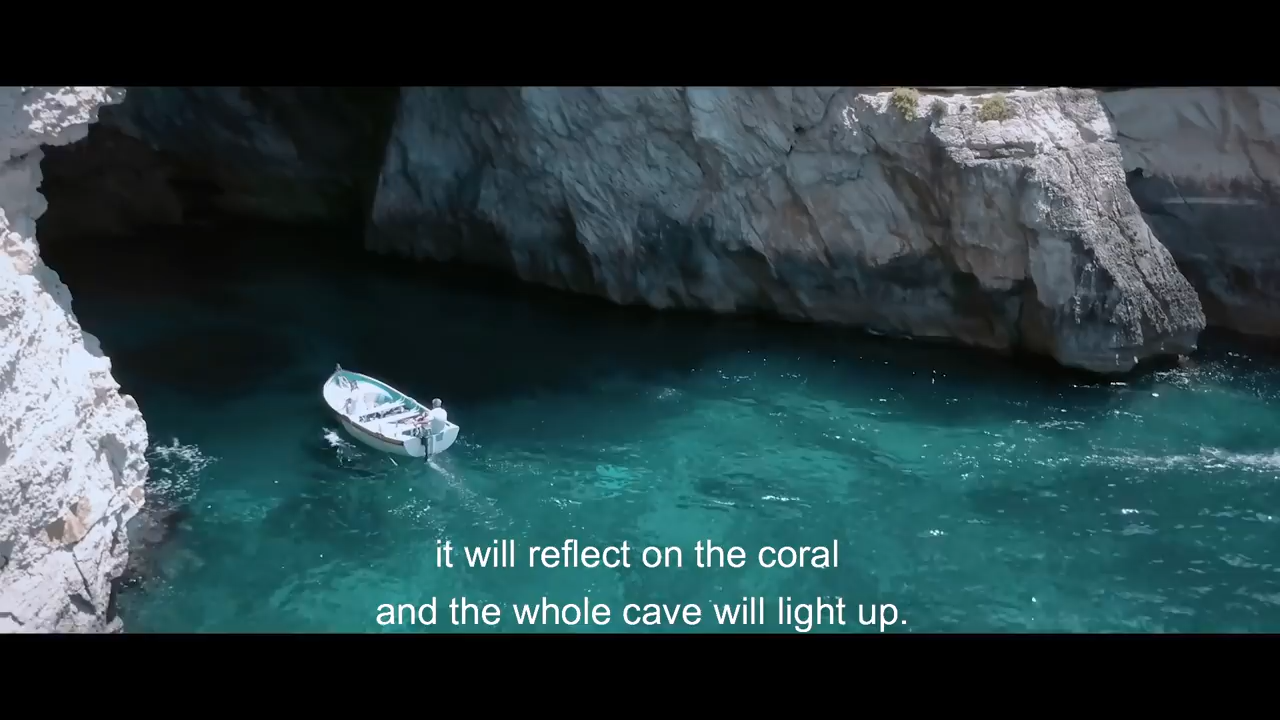 it will reflect on the coral
and the whole cave will light up.